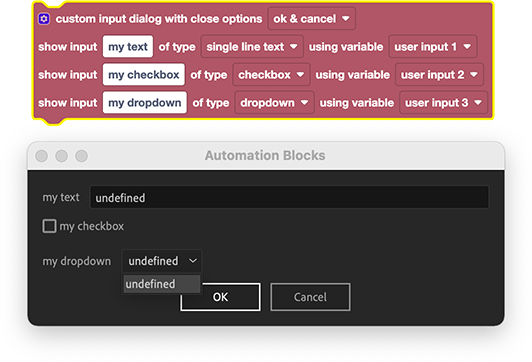 custom input dialog with close options ok & cancel
show input my text of type single line text using variable user input 1
show input my checkbox of type checkbox using variable user input 2
show input my dropdown of type dropdown using variable user input 3
Automation Blocks
my text undefined
my checkbox
my dropdown undefined
undefined
OK Cancel